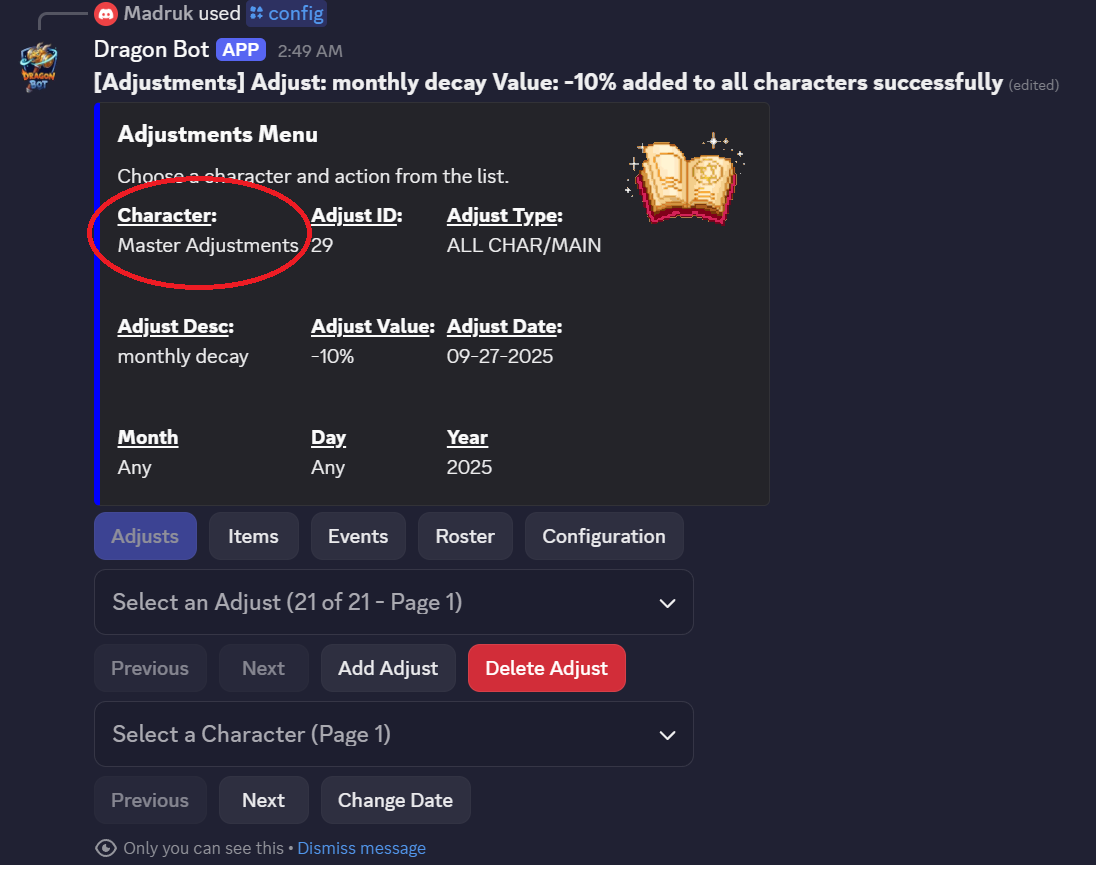 Madruk used config
Dragon Bot APP 2:49 AM
DRAGON BOT
[Adjustments] Adjust: monthly decay Value: -10% added to all characters successfully (edited)
Adjustments Menu
Choose a character and action from the list.
Character: Adjust ID: Adjust Type:
Master Adjustments 29 ALL CHAR/MAIN
Adjust Desc: Adjust Value: Adjust Date:
monthly decay -10% 09-27-2025
Month Day Year
Any Any 2025
Adjusts Items Events Roster Configuration
Select an Adjust (21 of 21 - Page 1)
Previous Next Add Adjust Delete Adjust
Select a Character (Page 1)
Previous Next Change Date
Only you can see this • Dismiss message